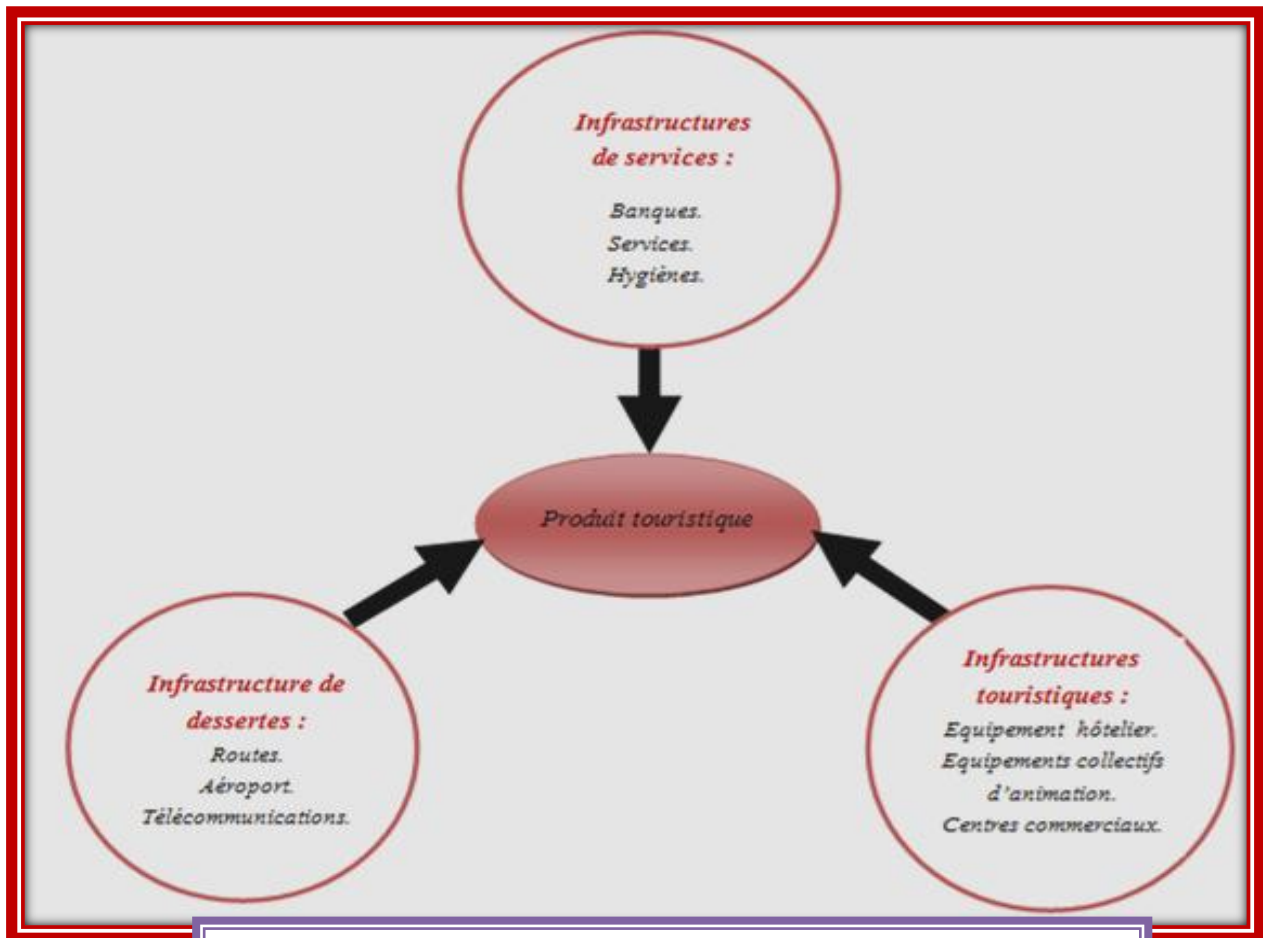 Infrastructures
de services :
Banques.
Services.
Hygiènes.
Produit touristique
Infrastructure de
dessertes :
Routes.
Aéroport.
Télécommunications.
Infrastructures
touristiques :
Equipement hôtelier.
Equipements collectifs
d’animation.
Centres commerciaux.